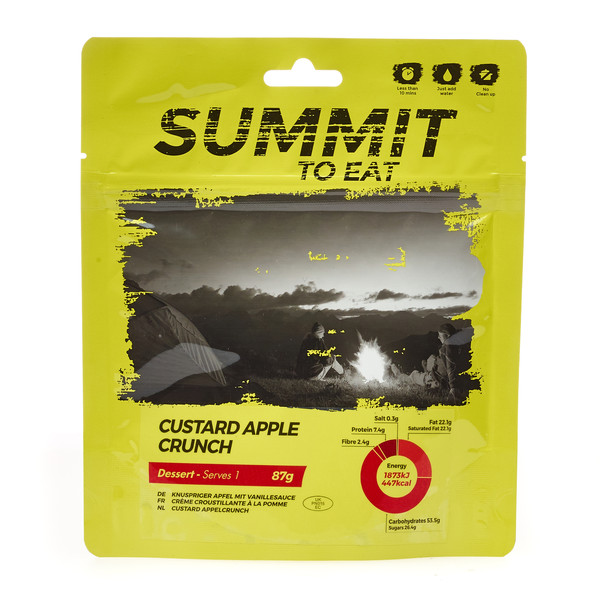 Less than
10 mins
Just add
water
No
Clean up
SUMMIT
TO EAT
CUSTARD APPLE
CRUNCH
Dessert - Serves 1 87g
DE KNUSPRIGER APFEL MIT VANILLESAUCE
FR CRÈME CROUSTILLANTE À LA POMME
NL CUSTARD APPELCRUNCH
UK
EC
Salt 0.3g
Protein 7.4g
Fibre 2.4g
Fat 22.1g
Saturated Fat 22.1g
Energy
1873kJ
447kcal
Carbohydrates 53.5g
Sugars 26.4g